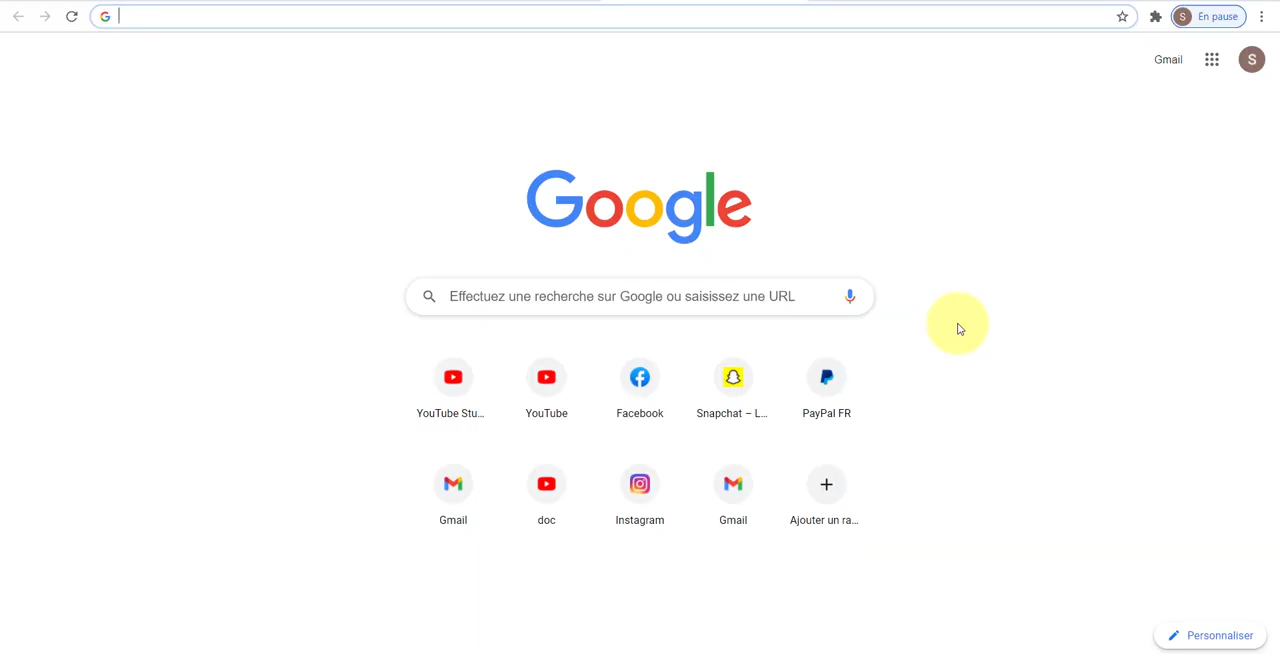 S En pause
Gmail S
Google
Effectuez une recherche sur Google ou saisissez une URL
YouTube Stu... YouTube Facebook Snapchat – L... PayPal FR
Gmail doc Instagram Gmail Ajouter un ra...
Personnaliser